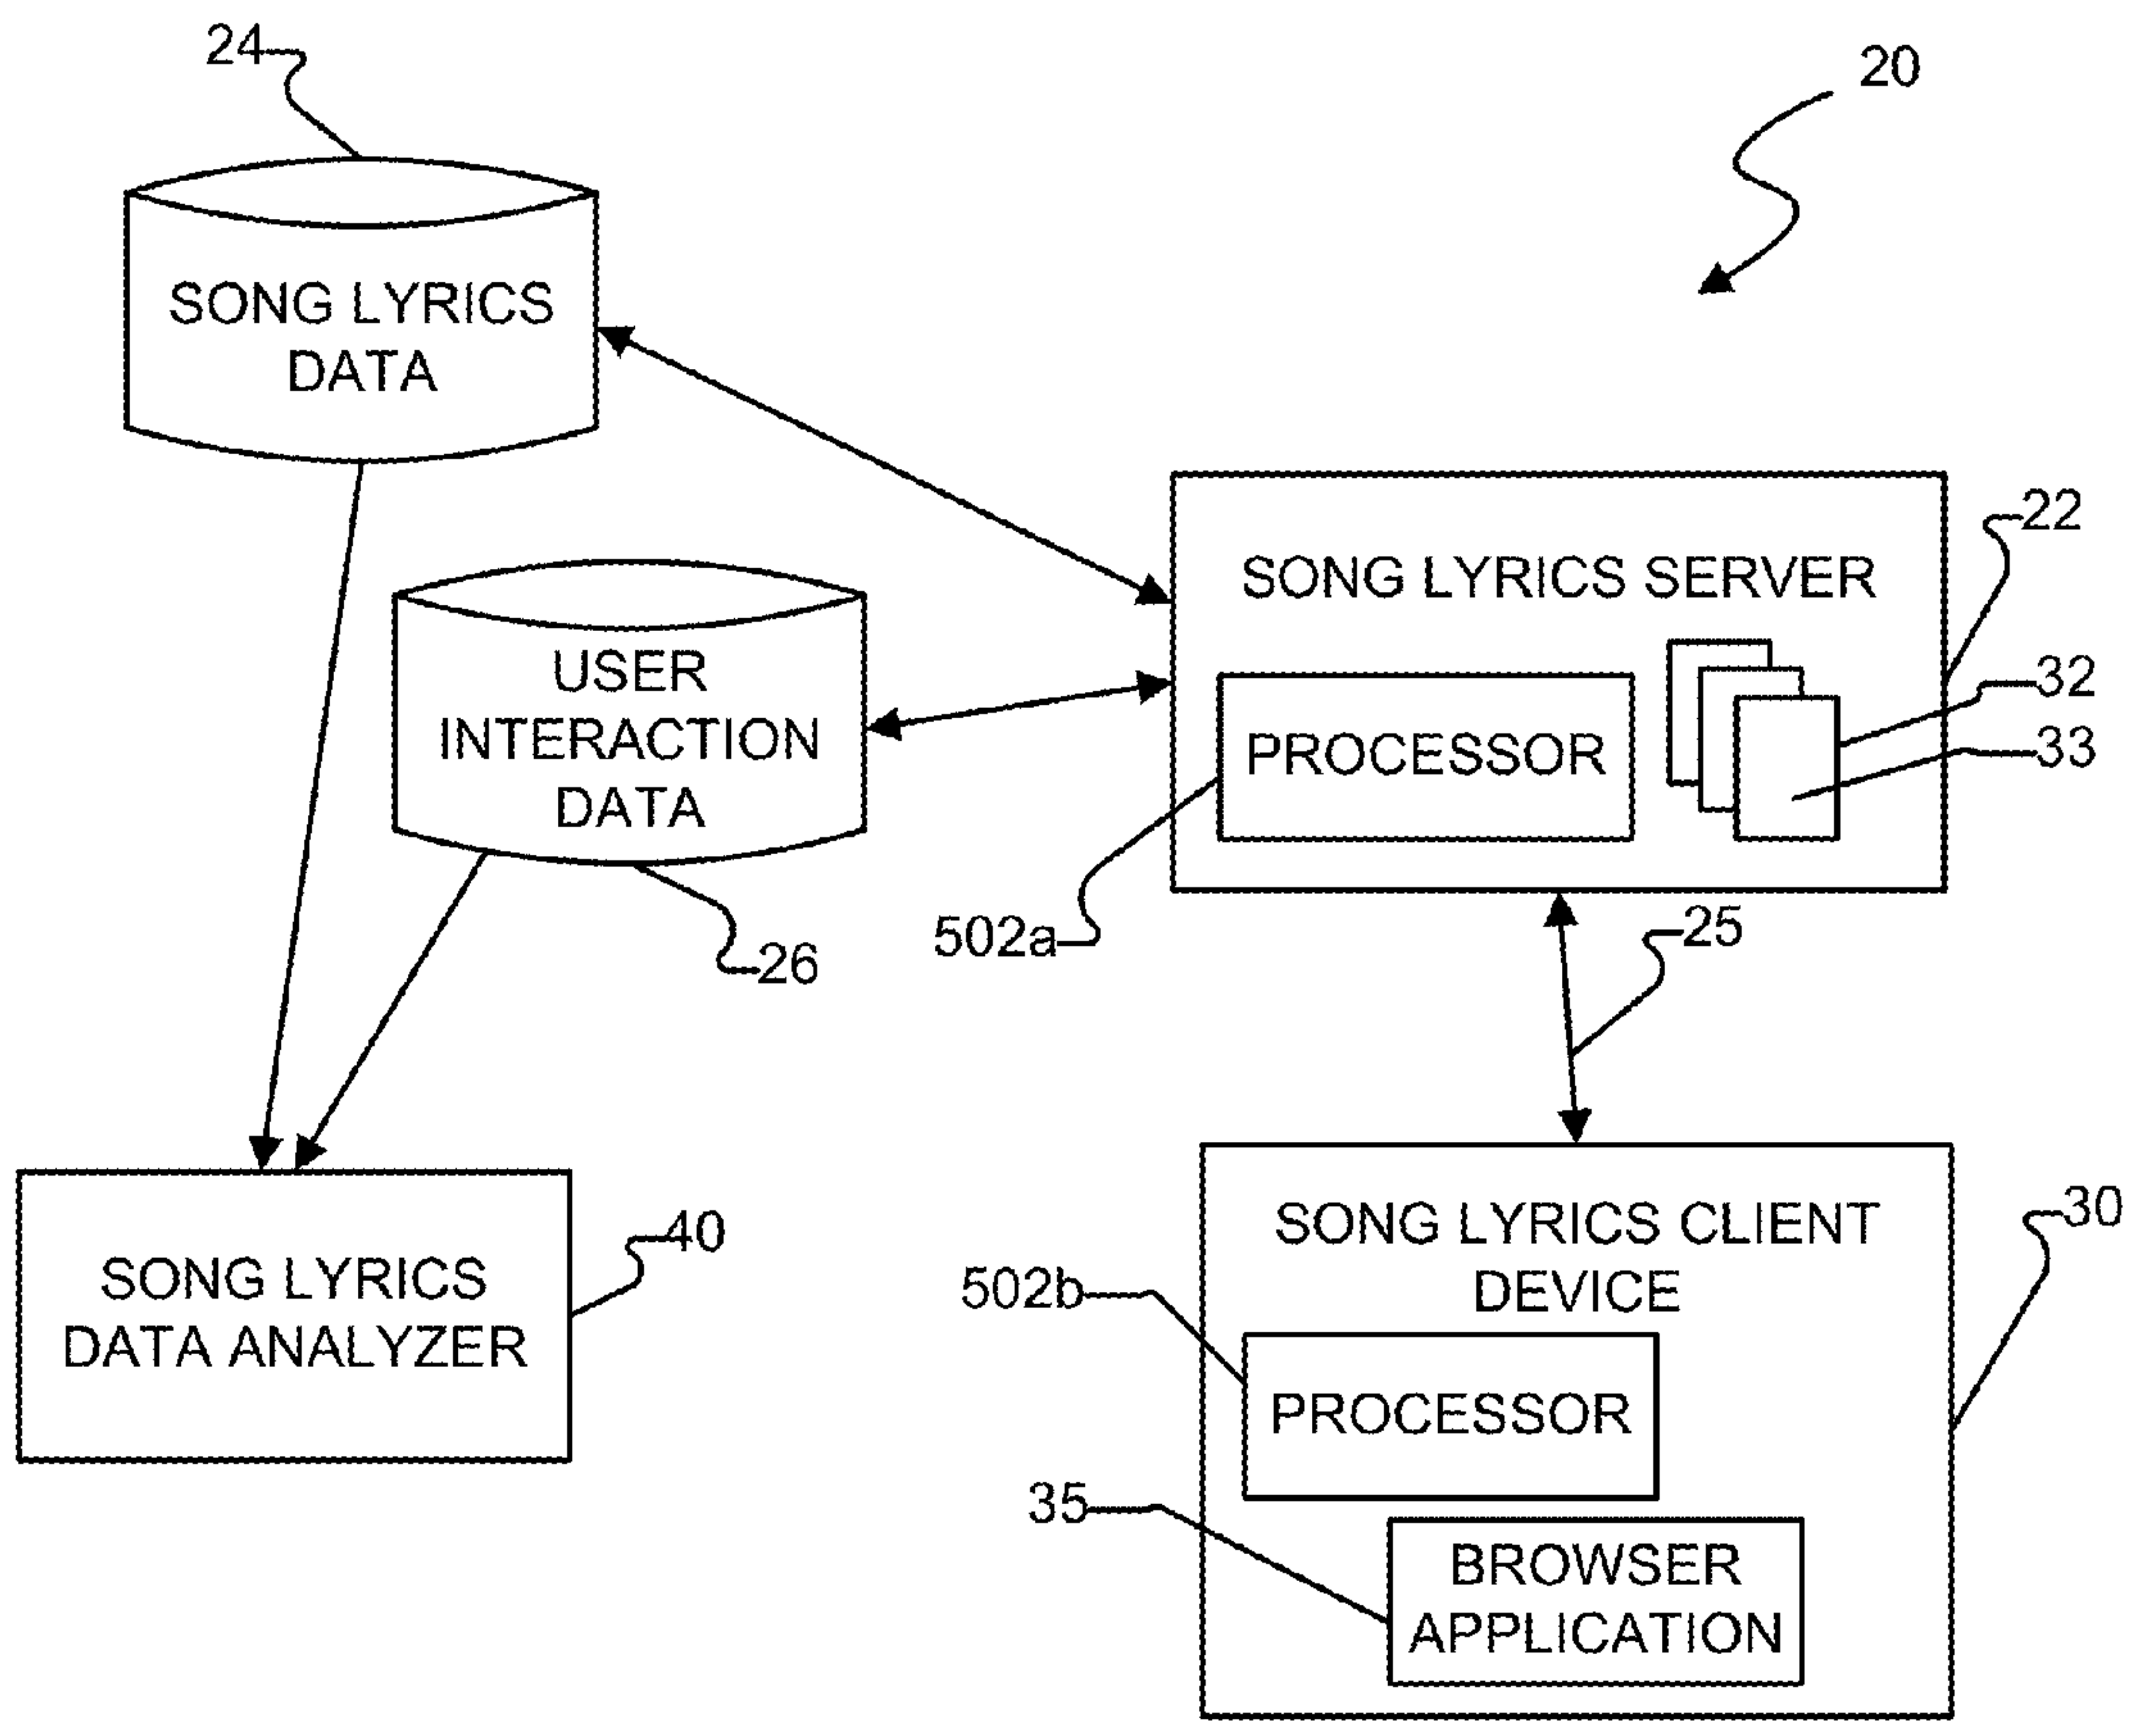 24
20
SONG LYRICS
DATA
22
SONG LYRICS SERVER
USER
INTERACTION
DATA
32
33
PROCESSOR
502a
25
26
40
30
SONG LYRICS
DATA ANALYZER
SONG LYRICS CLIENT
DEVICE
502b
PROCESSOR
35
BROWSER
APPLICATION